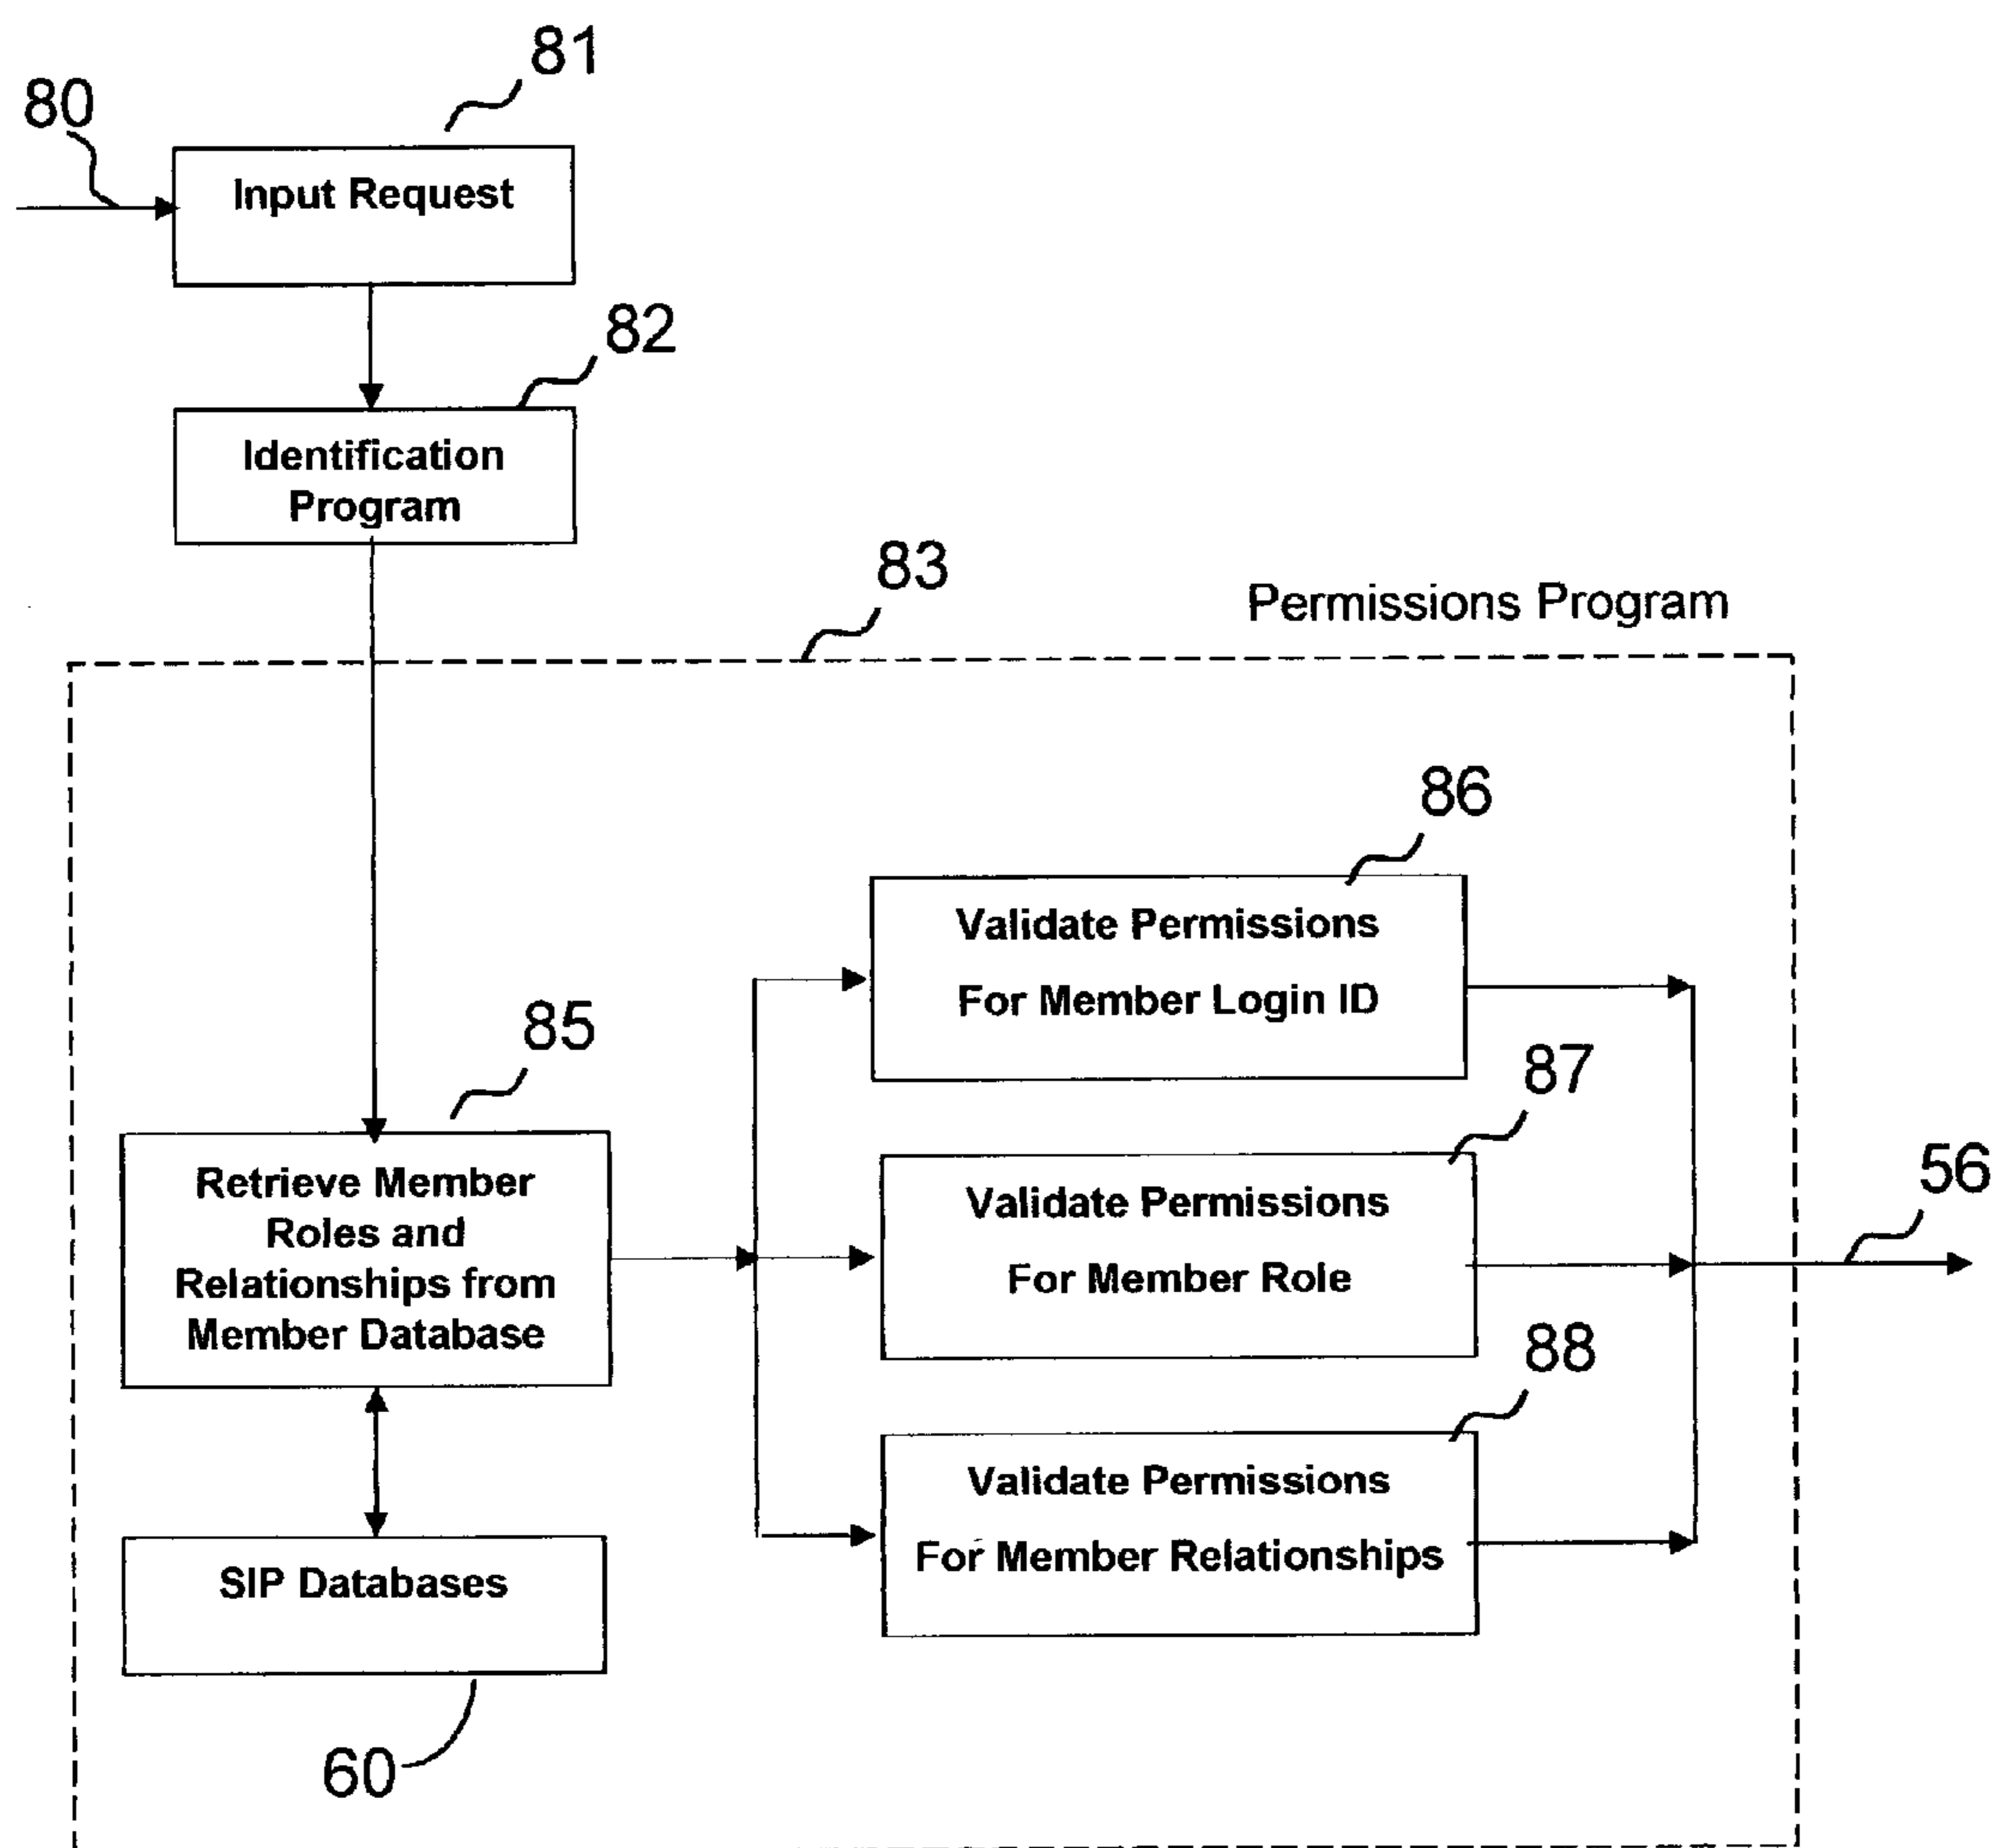 81
80
Input Request
82
Identification
Program
83
Permissions Program
86
Validate Permissions
For Member Login ID
85
87
Retrieve Member
Roles and
Relationships from
Member Database
Validate Permissions
For Member Role
56
88
Validate Permissions
For Member Relationships
SIP Databases
60